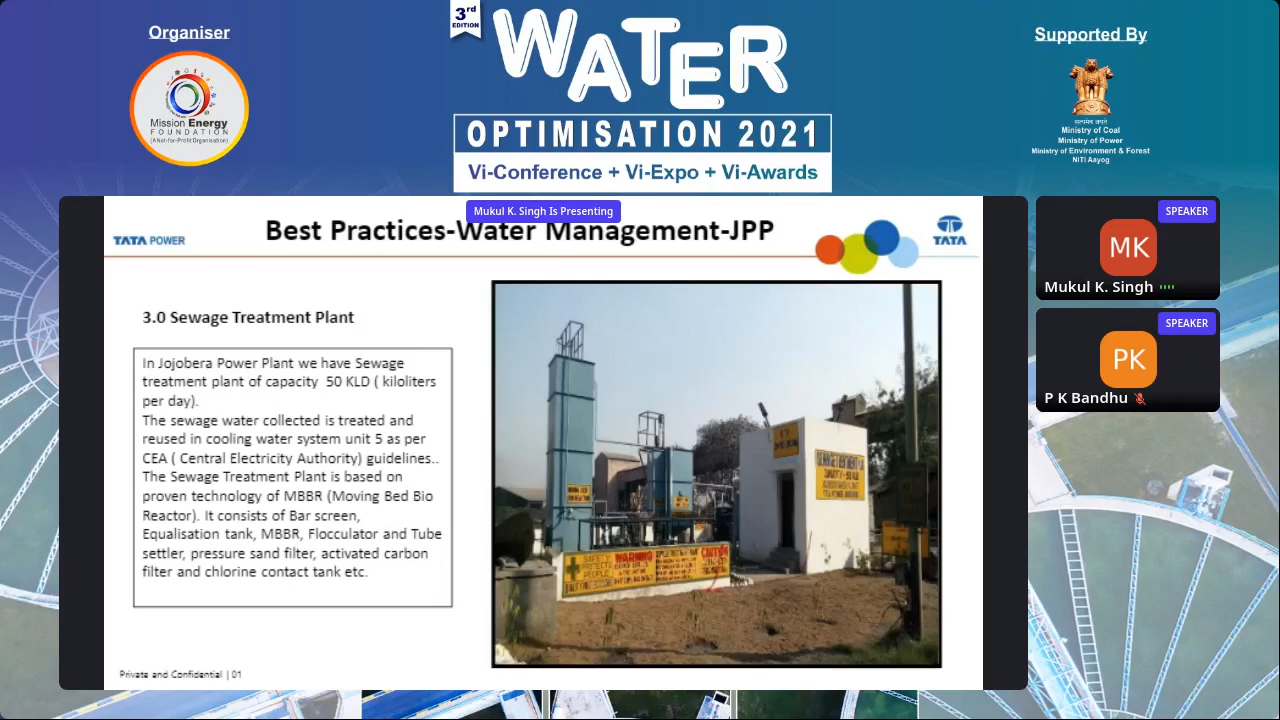 Organiser
Mission Energy
FOUNDATION
(A Not-for-Profit Organisation)
3rd
EDITION
WATER
OPTIMISATION 2021
Vi-Conference + Vi-Expo + Vi-Awards
Supported By
सत्यमेव जयते
Ministry of Coal
Ministry of Power
Ministry of Environment & Forest
NITI Aayog
Mukul K. Singh Is Presenting
TATA POWER
Best Practices-Water Management-JPP
TATA
3.0 Sewage Treatment Plant
In Jojobera Power Plant we have Sewage
treatment plant of capacity 50 KLD ( kiloliters
per day).
The sewage water collected is treated and
reused in cooling water system unit 5 as per
CEA ( Central Electricity Authority) guidelines..
The Sewage Treatment Plant is based on
proven technology of MBBR (Moving Bed Bio
Reactor). It consists of Bar screen,
Equalisation tank, MBBR, Flocculator and Tube
settler, pressure sand filter, activated carbon
filter and chlorine contact tank etc.
SAFETY
PROTECTS
PEOPLE
WARNING
CAUTION
Private and Confidential | 01
SPEAKER
MK
Mukul K. Singh
SPEAKER
PK
P K Bandhu